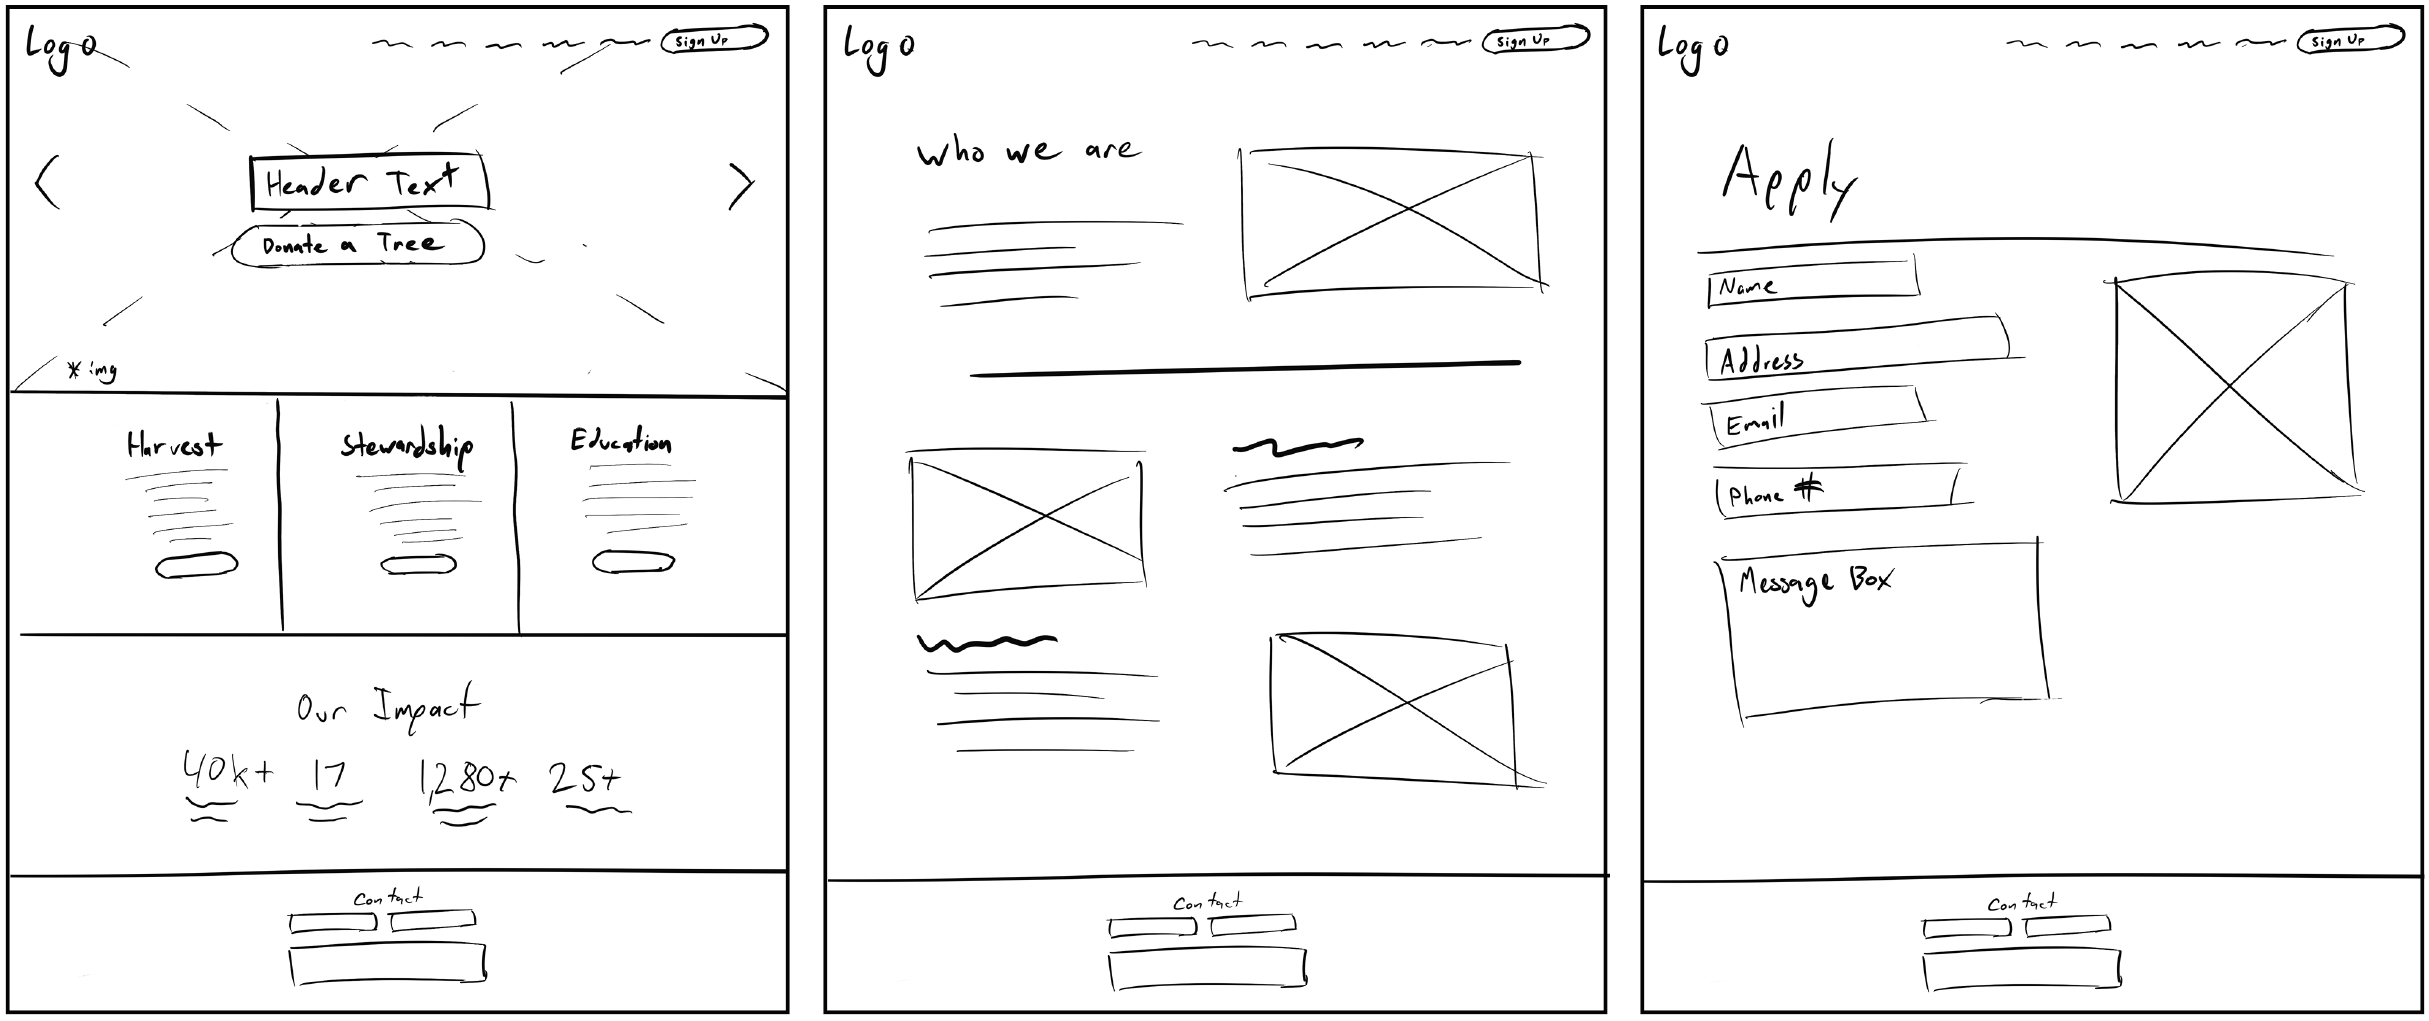 Logo
Sign Up
Header Text
Donate a Tree
* img
Harvest
Stewardship
Education
Our Impact
40k+ 17 1,280+ 25+
Contact
Logo
Sign Up
who we are
Contact
Logo
Sign Up
Apply
Name
Address
Email
Phone #
Message Box
Contact